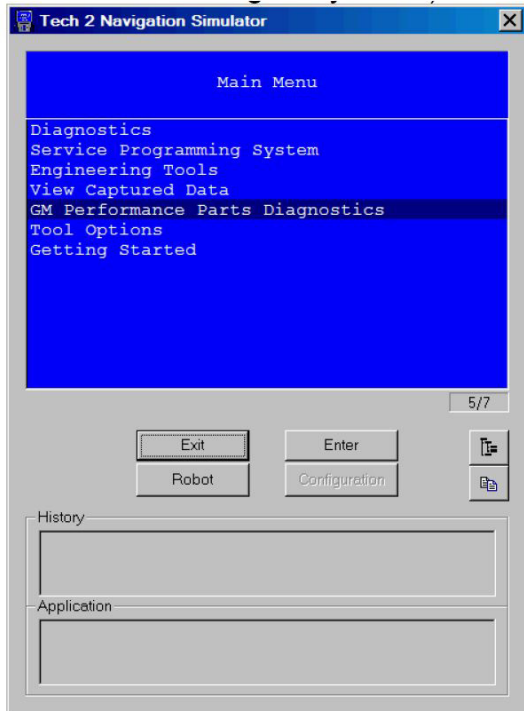 Tech 2 Navigation Simulator
Main Menu
Diagnostics
Service Programming System
Engineering Tools
View Captured Data
GM Performance Parts Diagnostics
Tool Options
Getting Started
5/7
Exit Enter
Robot Configuration
History
Application